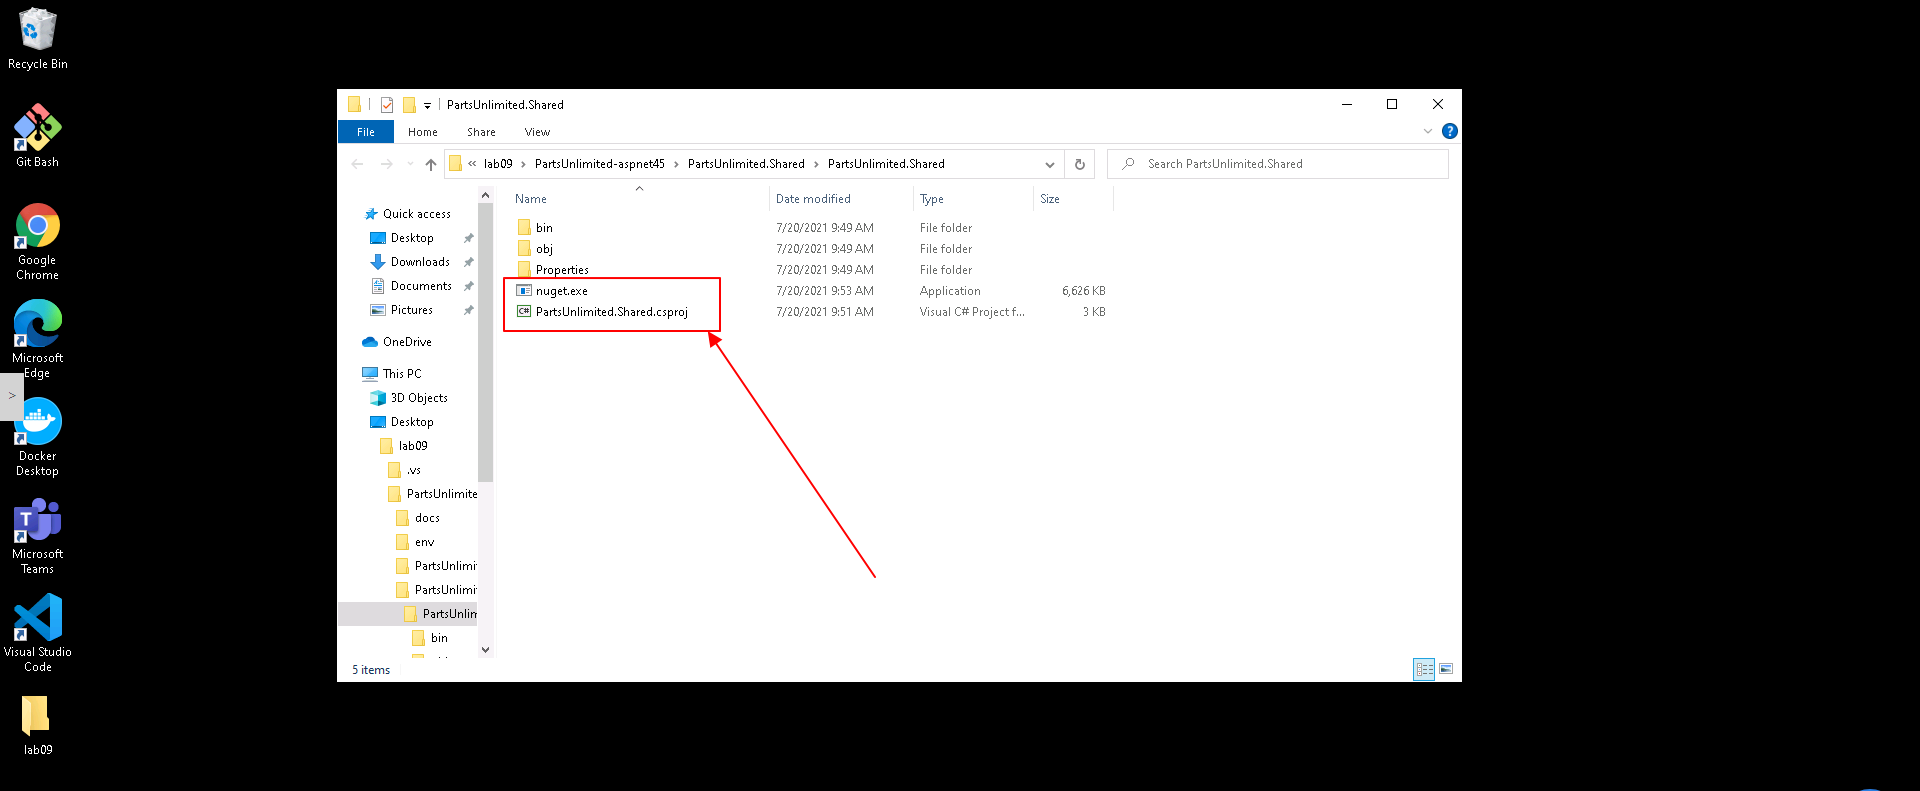 Recycle Bin
Git Bash
Google
Chrome
Microsoft
Edge
>
Docker
Desktop
Microsoft
Teams
Visual Studio
Code
lab09
PartsUnlimited.Shared
File Home Share View
« lab09 > PartsUnlimited-aspnet45 > PartsUnlimited.Shared > PartsUnlimited.Shared
Search PartsUnlimited.Shared
Quick access
Desktop
Downloads
Documents
Pictures
OneDrive
This PC
3D Objects
Desktop
lab09
.vs
PartsUnlimite
docs
env
PartsUnlimi
PartsUnlimi
PartsUnlim
bin
Name Date modified Type Size
bin 7/20/2021 9:49 AM File folder
obj 7/20/2021 9:49 AM File folder
Properties 7/20/2021 9:49 AM File folder
nuget.exe 7/20/2021 9:53 AM Application 6,626 KB
PartsUnlimited.Shared.csproj 7/20/2021 9:51 AM Visual C# Project f... 3 KB
5 items